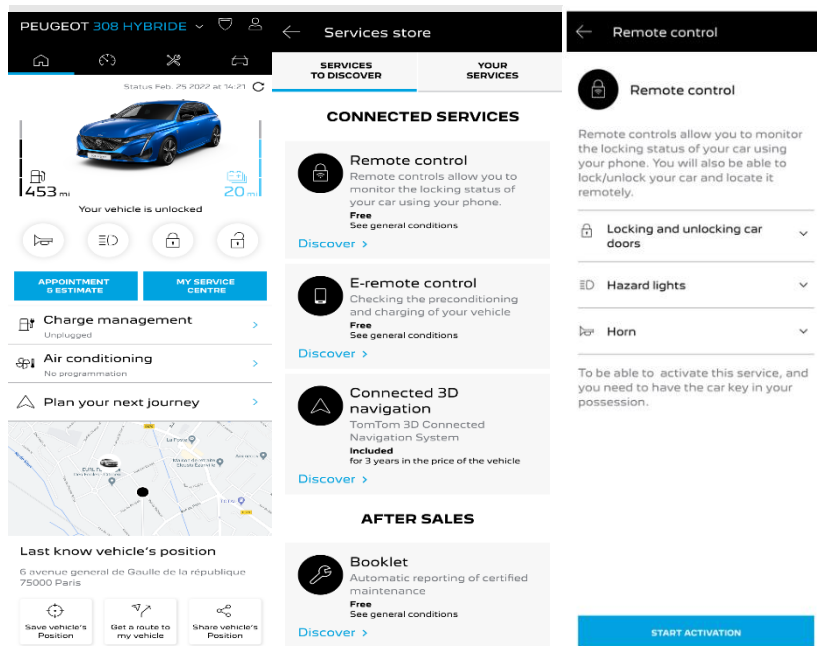 PEUGEOT 308 HYBRIDE
Status Feb. 25 2022 at 14:21
453 mi
20 mi
Your vehicle is unlocked
APPOINTMENT
& ESTIMATE
MY SERVICE
CENTRE
Charge management
Unplugged
Air conditioning
No programmation
Plan your next journey
La Fonte
Last know vehicle's position
6 avenue general de Gaulle de la république
75000 Paris
Save vehicle's
Position
Get a route to
my vehicle
Share vehicle's
Position
Services store
SERVICES
TO DISCOVER
YOUR
SERVICES
CONNECTED SERVICES
Remote control
Remote controls allow you to
monitor the locking status of
your car using your phone.
Free
See general conditions
Discover >
E-remote control
Checking the preconditioning
and charging of your vehicle
Free
See general conditions
Discover >
Connected 3D
navigation
TomTom 3D Connected
Navigation System
Included
for 3 years in the price of the vehicle
Discover >
AFTER SALES
Booklet
Automatic reporting of certified
maintenance
Free
See general conditions
Discover >
Remote control
Remote control
Remote controls allow you to monitor
the locking status of your car using
your phone. You will also be able to
lock/unlock your car and locate it
remotely.
Locking and unlocking car
doors
Hazard lights
Horn
To be able to activate this service, and
you need to have the car key in your
possession.
START ACTIVATION